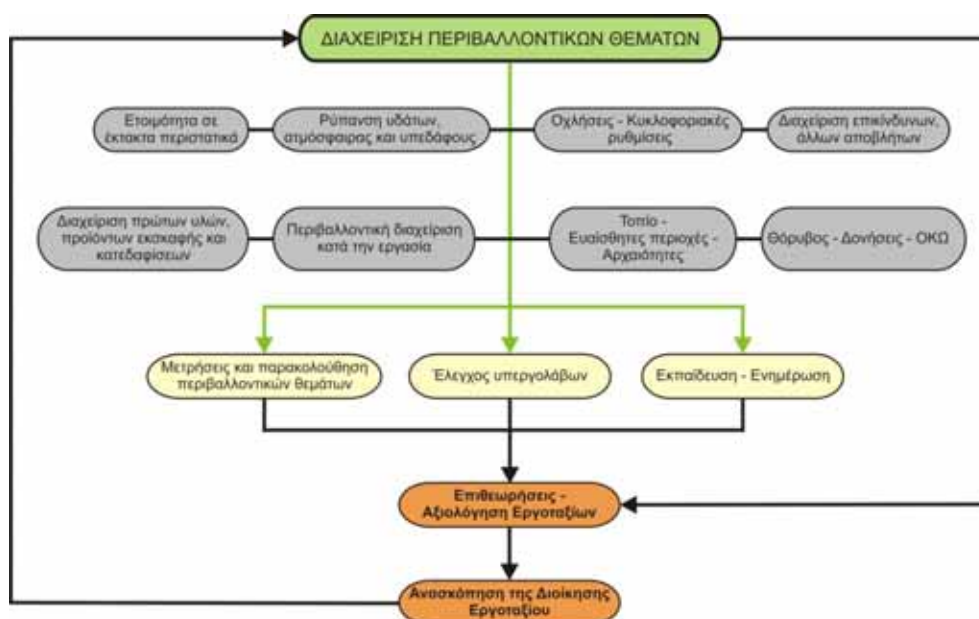 ΔΙΑΧΕΙΡΙΣΗ ΠΕΡΙΒΑΛΛΟΝΤΙΚΩΝ ΘΕΜΑΤΩΝ
Ετοιμότητα σε
έκτακτα περιστατικά
Ρύπανση υδάτων,
ατμόσφαιρας και υπεδάφους
Οχλήσεις - Κυκλοφοριακές
ρυθμίσεις
Διαχείριση επικίνδυνων,
άλλων αποβλήτων
Διαχείριση πρώτων υλών,
προϊόντων εκσκαφής και
κατεδαφίσεων
Περιβαλλοντική διαχείριση
κατά την εργασία
Τοπίο -
Ευαίσθητες περιοχές -
Αρχαιότητες
Θόρυβος - Δονήσεις - ΟΚΩ
Μετρήσεις και παρακολούθηση
περιβαλλοντικών θεμάτων
Έλεγχος υπεργολάβων
Εκπαίδευση - Ενημέρωση
Επιθεωρήσεις -
Αξιολόγηση Εργοταξίων
Ανασκόπηση της Διοίκησης
Εργοταξίου